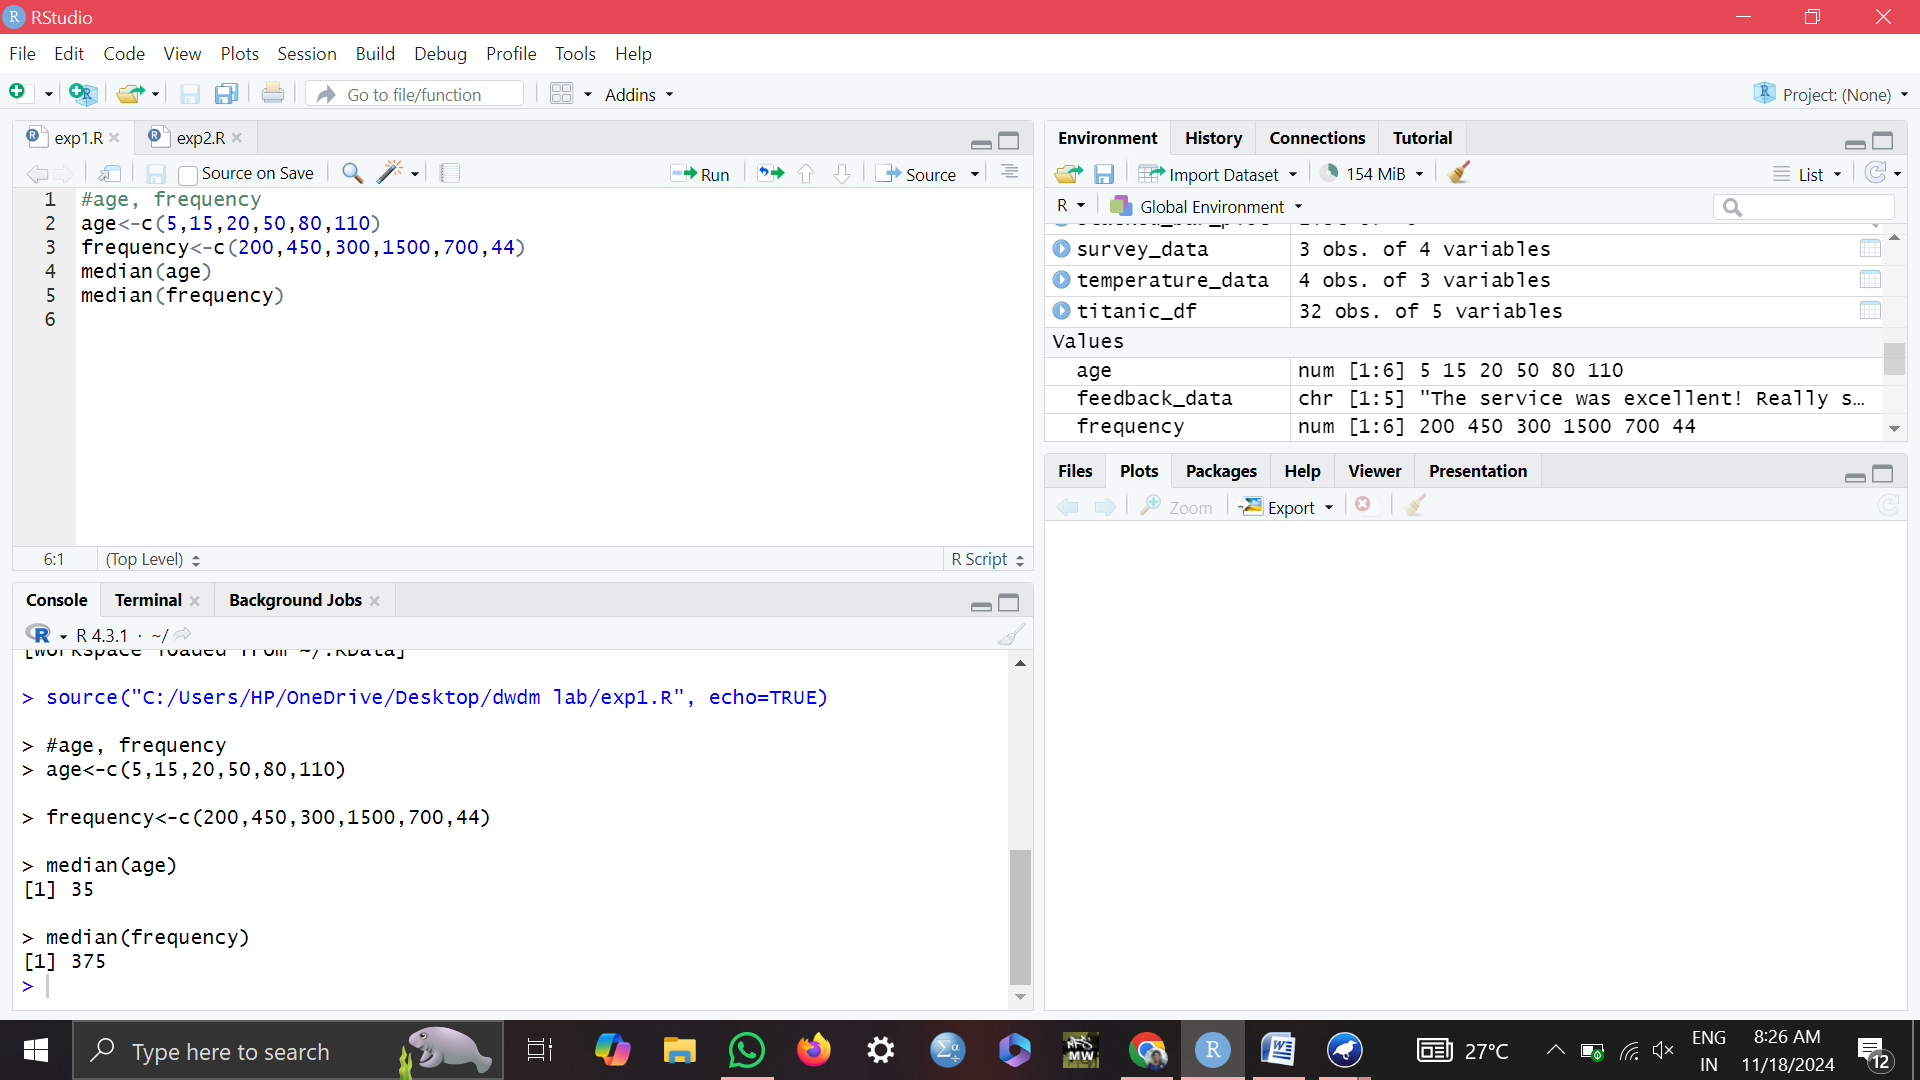 RStudio
File Edit Code View Plots Session Build Debug Profile Tools Help
Go to file/function Addins Project: (None)
exp1.R exp2.R
Source on Save Run Source
1 #age, frequency
2 age<-c(5,15,20,50,80,110)
3 frequency<-c(200,450,300,1500,700,44)
4 median(age)
5 median(frequency)
6
6:1 (Top Level) R Script
Console Terminal Background Jobs
R 4.3.1 · ~/
[Workspace loaded from ~/.RData]
> source("C:/Users/HP/OneDrive/Desktop/dwdm lab/exp1.R", echo=TRUE)
> #age, frequency
> age<-c(5,15,20,50,80,110)
> frequency<-c(200,450,300,1500,700,44)
> median(age)
[1] 35
> median(frequency)
[1] 375
>
Environment History Connections Tutorial
Import Dataset 154 MiB List
R Global Environment
survey_data 3 obs. of 4 variables
temperature_data 4 obs. of 3 variables
titanic_df 32 obs. of 5 variables
Values
age num [1:6] 5 15 20 50 80 110
feedback_data chr [1:5] "The service was excellent! Really s…
frequency num [1:6] 200 450 300 1500 700 44
Files Plots Packages Help Viewer Presentation
Zoom Export
Type here to search
MW
27°C
ENG
IN
8:26 AM
11/18/2024
12